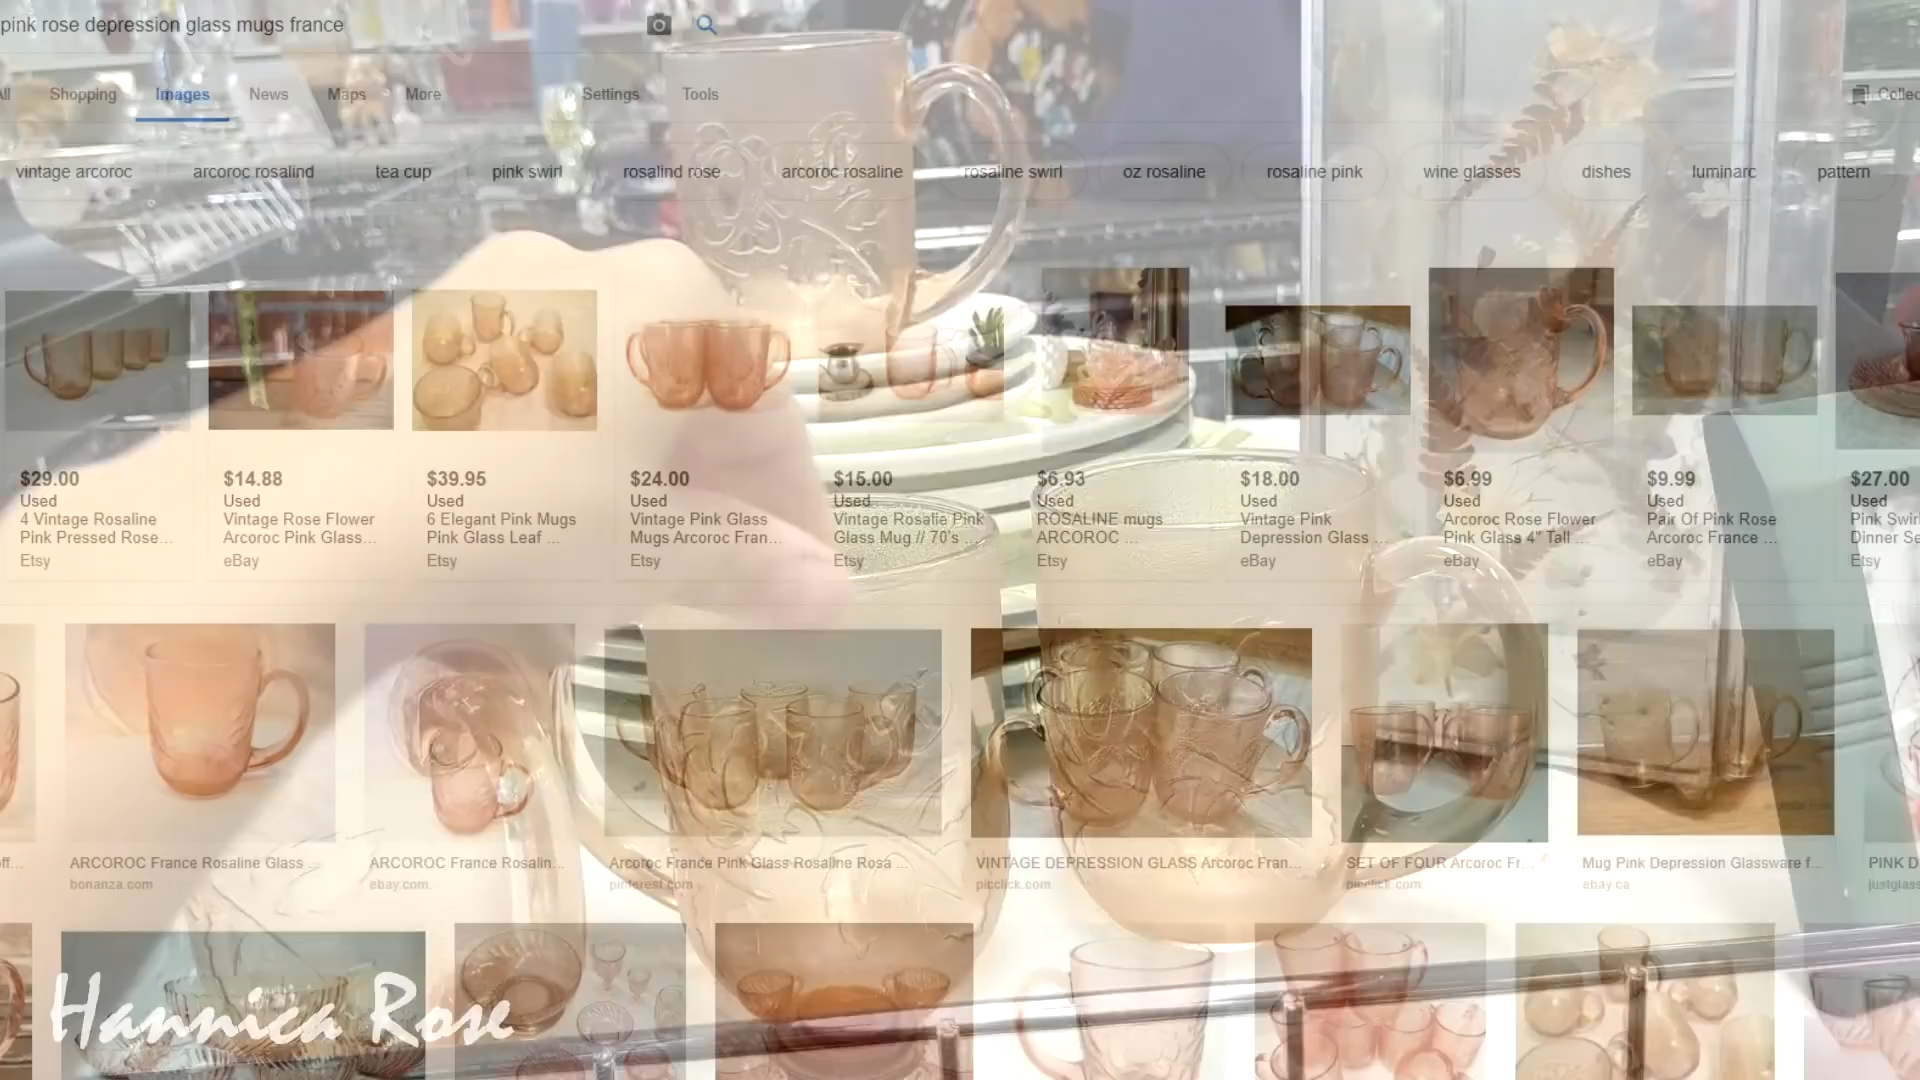 pink rose depression glass mugs france
All Shopping Images News Maps More Settings Tools Collec
vintage arcoroc arcoroc rosalind tea cup pink swirl rosalind rose arcoroc rosaline rosaline swirl oz rosaline rosaline pink wine glasses dishes luminarc pattern
$29.00 $14.88 $39.95 $24.00 $15.00 $6.93 $18.00 $6.99 $9.99 $27.00
Used Used Used Used Used Used Used Used Used Used
4 Vintage Rosaline Vintage Rose Flower 6 Elegant Pink Mugs Vintage Pink Glass Vintage Rosalie Pink ROSALINE mugs Vintage Pink Arcoroc Rose Flower Pair Of Pink Rose Pink Swir
Pink Pressed Rose... Arcoroc Pink Glass... Pink Glass Leaf ... Mugs Arcoroc Fran... Glass Mug // 70's ... ARCOROC ... Depression Glass ... Pink Glass 4" Tall ... Arcoroc France ... Dinner Se
Etsy eBay Etsy Etsy Etsy Etsy eBay eBay eBay Etsy
ff... ARCOROC France Rosaline Glass ... ARCOROC France Rosalin... Arcoroc France Pink Glass Rosaline Rosa ... VINTAGE DEPRESSION GLASS Arcoroc Fran... SET OF FOUR Arcoroc Fr... Mug Pink Depression Glassware f... PINK D
bonanza.com ebay.com pinterest.com picclick.com picclick.com ebay.ca justglass
Hannica Rose